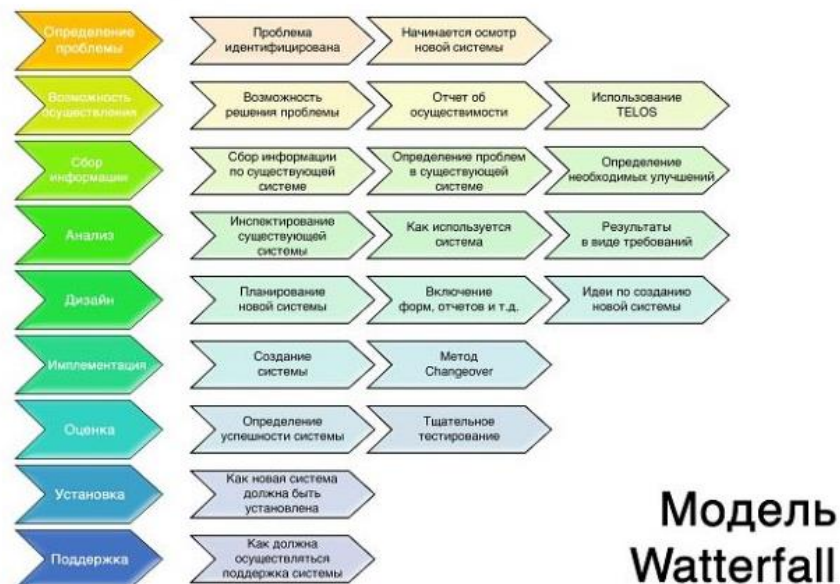 Определение
проблемы
Проблема
идентифицирована
Начинается осмотр
новой системы
Возможность
осуществления
Возможность
решения проблемы
Отчет об
осуществимости
Использование
TELOS
Сбор
информации
Сбор информации
по существующей
системе
Определение проблем
в существующей
системе
Определение
необходимых улучшений
Анализ
Инспектирование
существующей
системы
Как используется
система
Результаты
в виде требований
Дизайн
Планирование
новой системы
Включение
форм, отчетов и т.д.
Идеи по созданию
новой системы
Имплементация
Создание
системы
Метод
Changeover
Оценка
Определение
успешности системы
Тщательное
тестирование
Установка
Как новая система
должна быть
установлена
Поддержка
Как должна
осуществляться
поддержка системы
Модель
Watterfall